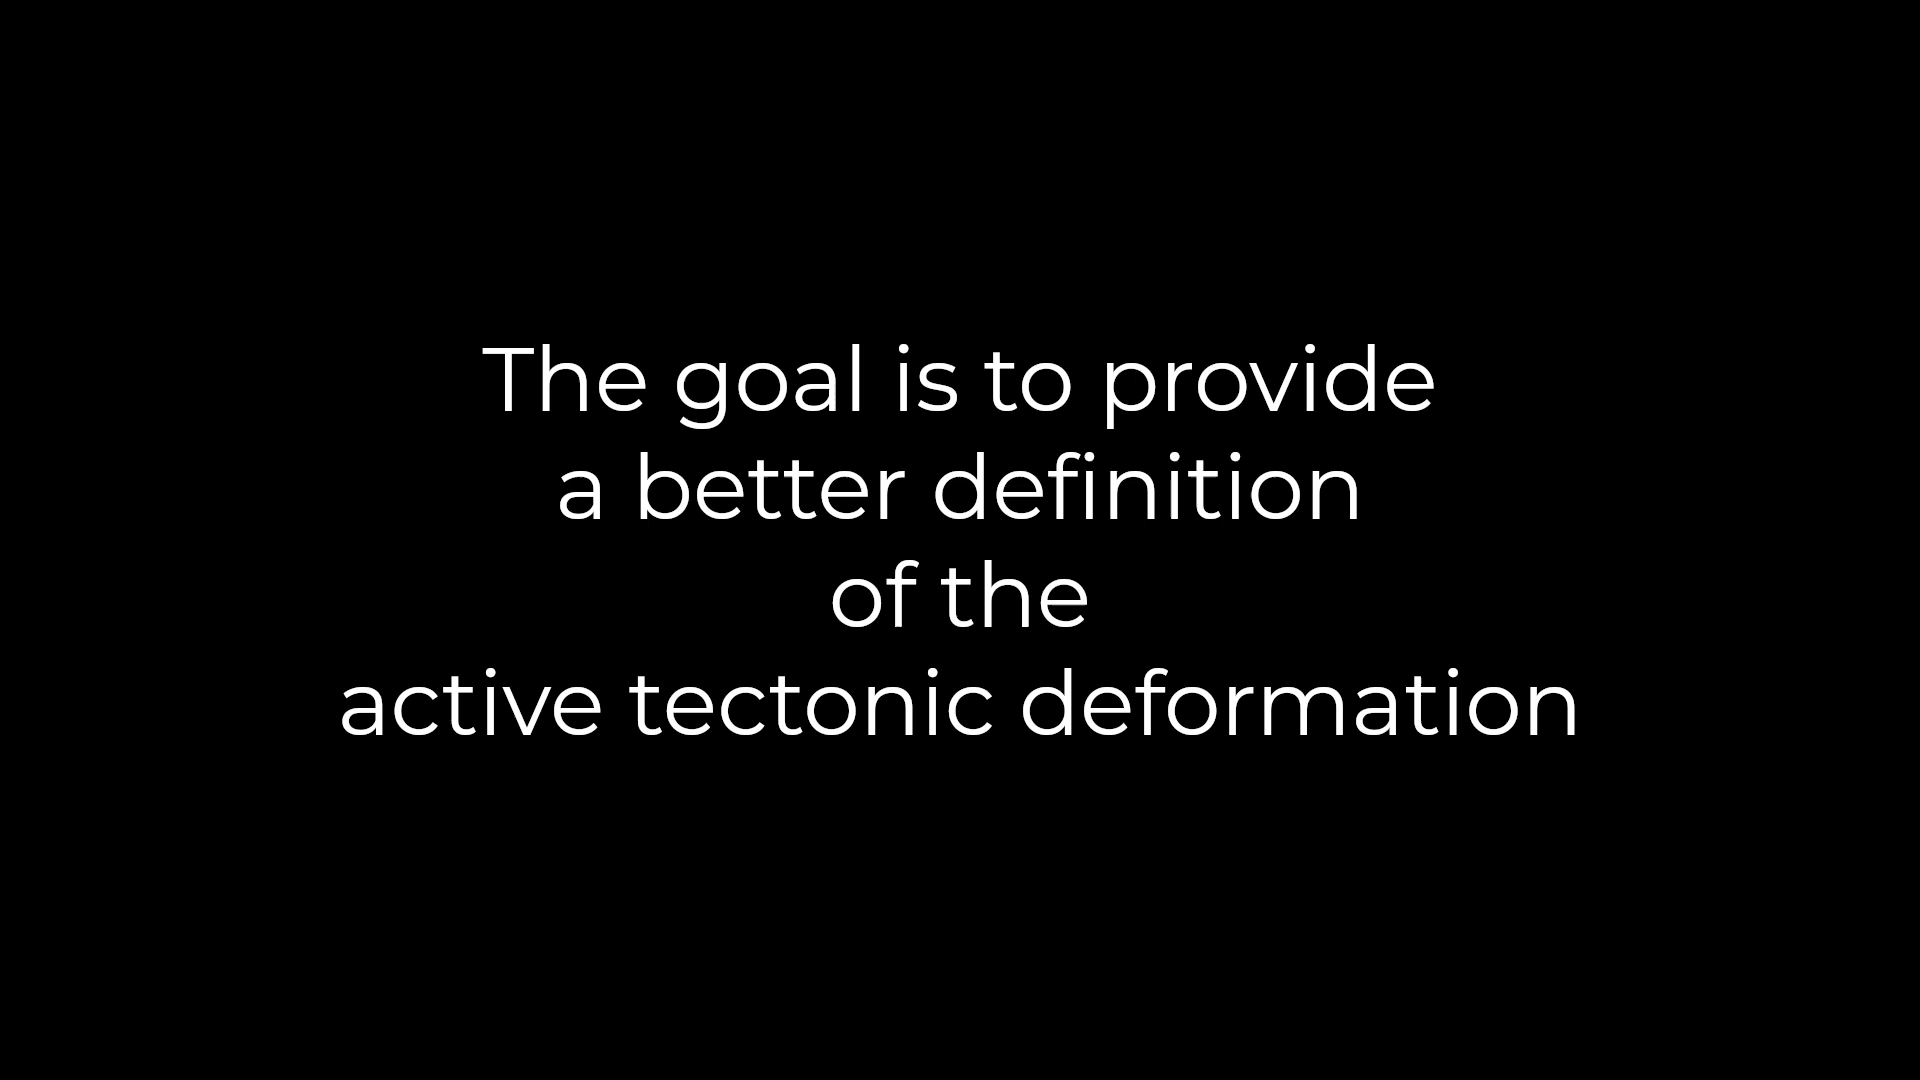 The goal is to provide
a better definition
of the
active tectonic deformation